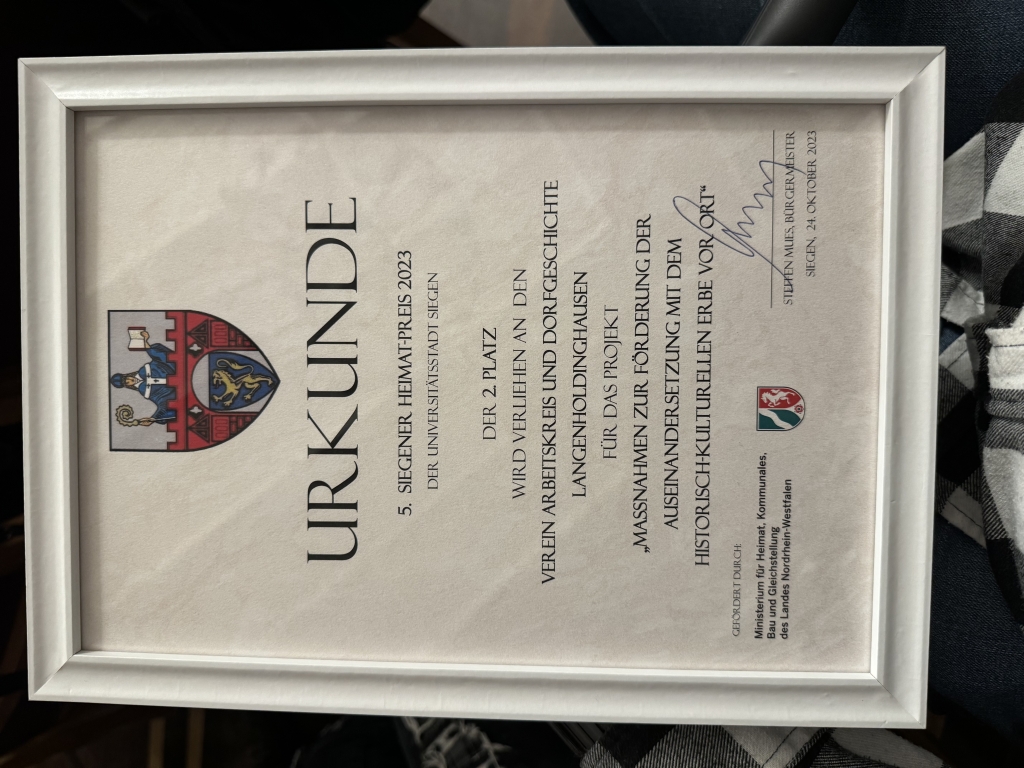 URKUNDE
5. SIEGENER HEIMAT-PREIS 2023
DER UNIVERSITÄTSSTADT SIEGEN
DER 2. PLATZ
WIRD VERLIEHEN AN DEN
VEREIN ARBEITSKREIS UND DORFGESCHICHTE
LANGENHOLDINGHAUSEN
FÜR DAS PROJEKT
„MASSNAHMEN ZUR FÖRDERUNG DER
AUSEINANDERSETZUNG MIT DEM
HISTORISCH-KULTURELLEN ERBE VOR ORT“
GEFÖRDERT DURCH:
Ministerium für Heimat, Kommunales,
Bau und Gleichstellung
des Landes Nordrhein-Westfalen
STEFFEN MUES, BÜRGERMEISTER
SIEGEN, 24. OKTOBER 2023